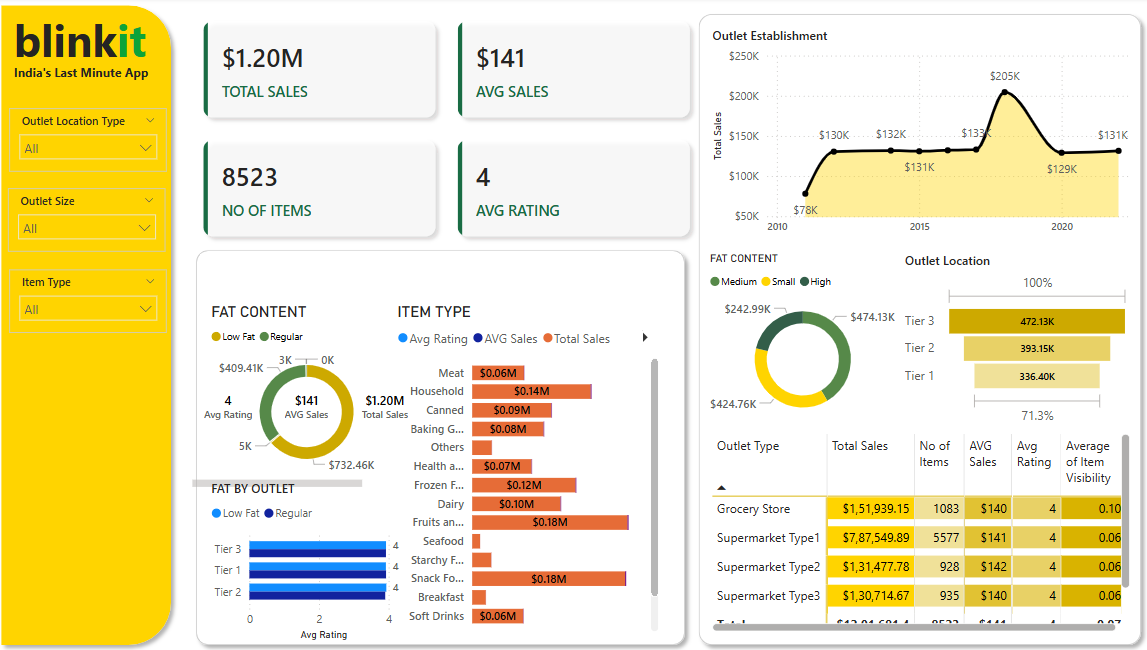 blinkit
India's Last Minute App
Outlet Location Type
All
Outlet Size
All
Item Type
All
$1.20M
TOTAL SALES
$141
AVG SALES
8523
NO OF ITEMS
4
AVG RATING
FAT CONTENT
Low Fat Regular
3K 0K
$409.41K
4
Avg Rating
$141
AVG Sales
$1.20M
Total Sales
5K
$732.46K
FAT BY OUTLET
Low Fat Regular
Tier 3 4
Tier 1 4
Tier 2 4
0 2 4
Avg Rating
ITEM TYPE
Avg Rating AVG Sales Total Sales
Meat $0.06M
Household $0.14M
Canned $0.09M
Baking G... $0.08M
Others
Health a... $0.07M
Frozen F... $0.12M
Dairy $0.10M
Fruits an... $0.18M
Seafood
Starchy F...
Snack Fo... $0.18M
Breakfast
Soft Drinks $0.06M
Outlet Establishment
Total Sales
$250K
$200K
$150K
$100K
$50K
$78K
$130K
$132K
$131K
$133K
$205K
$129K
$131K
2010 2015 2020
FAT CONTENT
Medium Small High
$242.99K
$474.13K
$424.76K
Outlet Location
100%
Tier 3 472.13K
Tier 2 393.15K
Tier 1 336.40K
71.3%
Outlet Type Total Sales No of Items AVG Sales Avg Rating Average of Item Visibility
Grocery Store $1,51,939.15 1083 $140 4 0.10
Supermarket Type1 $7,87,549.89 5577 $141 4 0.06
Supermarket Type2 $1,31,477.78 928 $142 4 0.06
Supermarket Type3 $1,30,714.67 935 $140 4 0.06